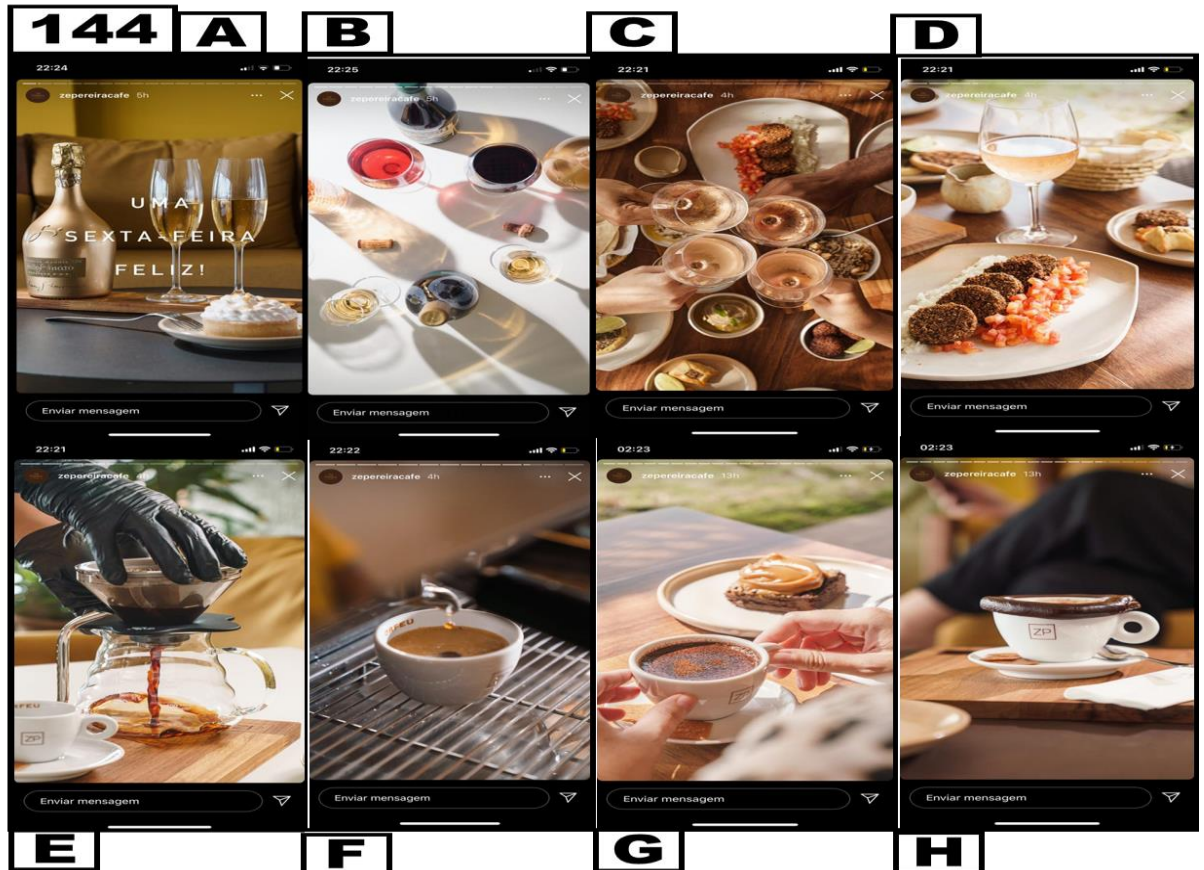 144 A B C D
22:24
zepereiracafe 5h
UMA
SEXTA-FEIRA
FELIZ!
Enviar mensagem
22:25
zepereiracafe 5h
Enviar mensagem
22:21
zepereiracafe 4h
Enviar mensagem
22:21
zepereiracafe 4h
Enviar mensagem
22:21
zepereiracafe 4h
ZP
Enviar mensagem
22:22
zepereiracafe 4h
Enviar mensagem
02:23
zepereiracafe 13h
ZP
Enviar mensagem
02:23
zepereiracafe 13h
ZP
Enviar mensagem
E F G H